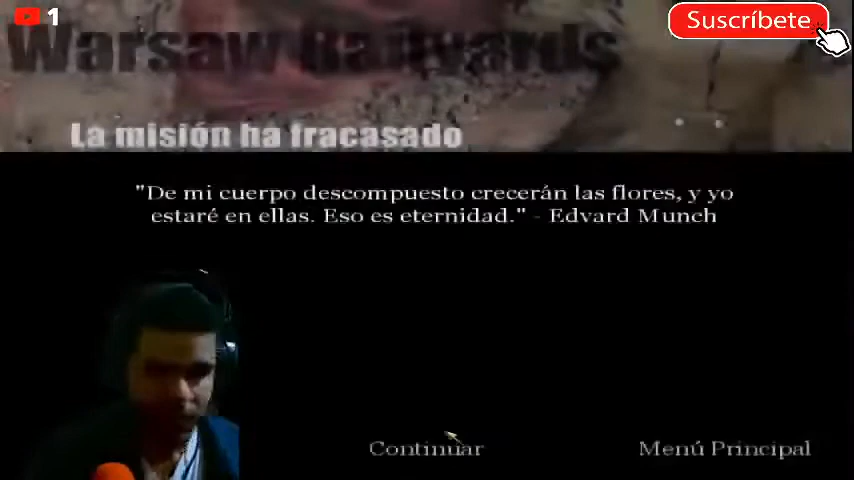 1
Suscríbete
Warsaw Railyards
La misión ha fracasado
"De mi cuerpo descompuesto crecerán las flores, y yo
estaré en ellas. Eso es eternidad." - Edvard Munch
Continuar
Menú Principal